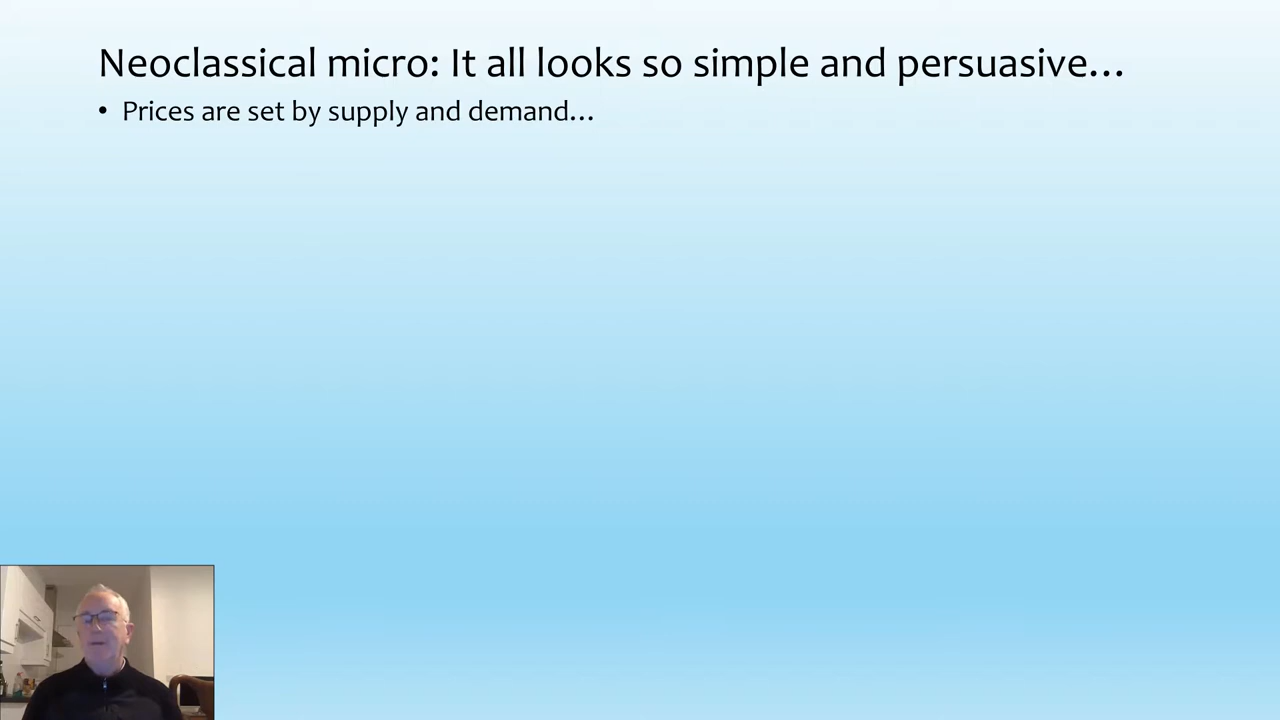 Neoclassical micro: It all looks so simple and persuasive…
• Prices are set by supply and demand…